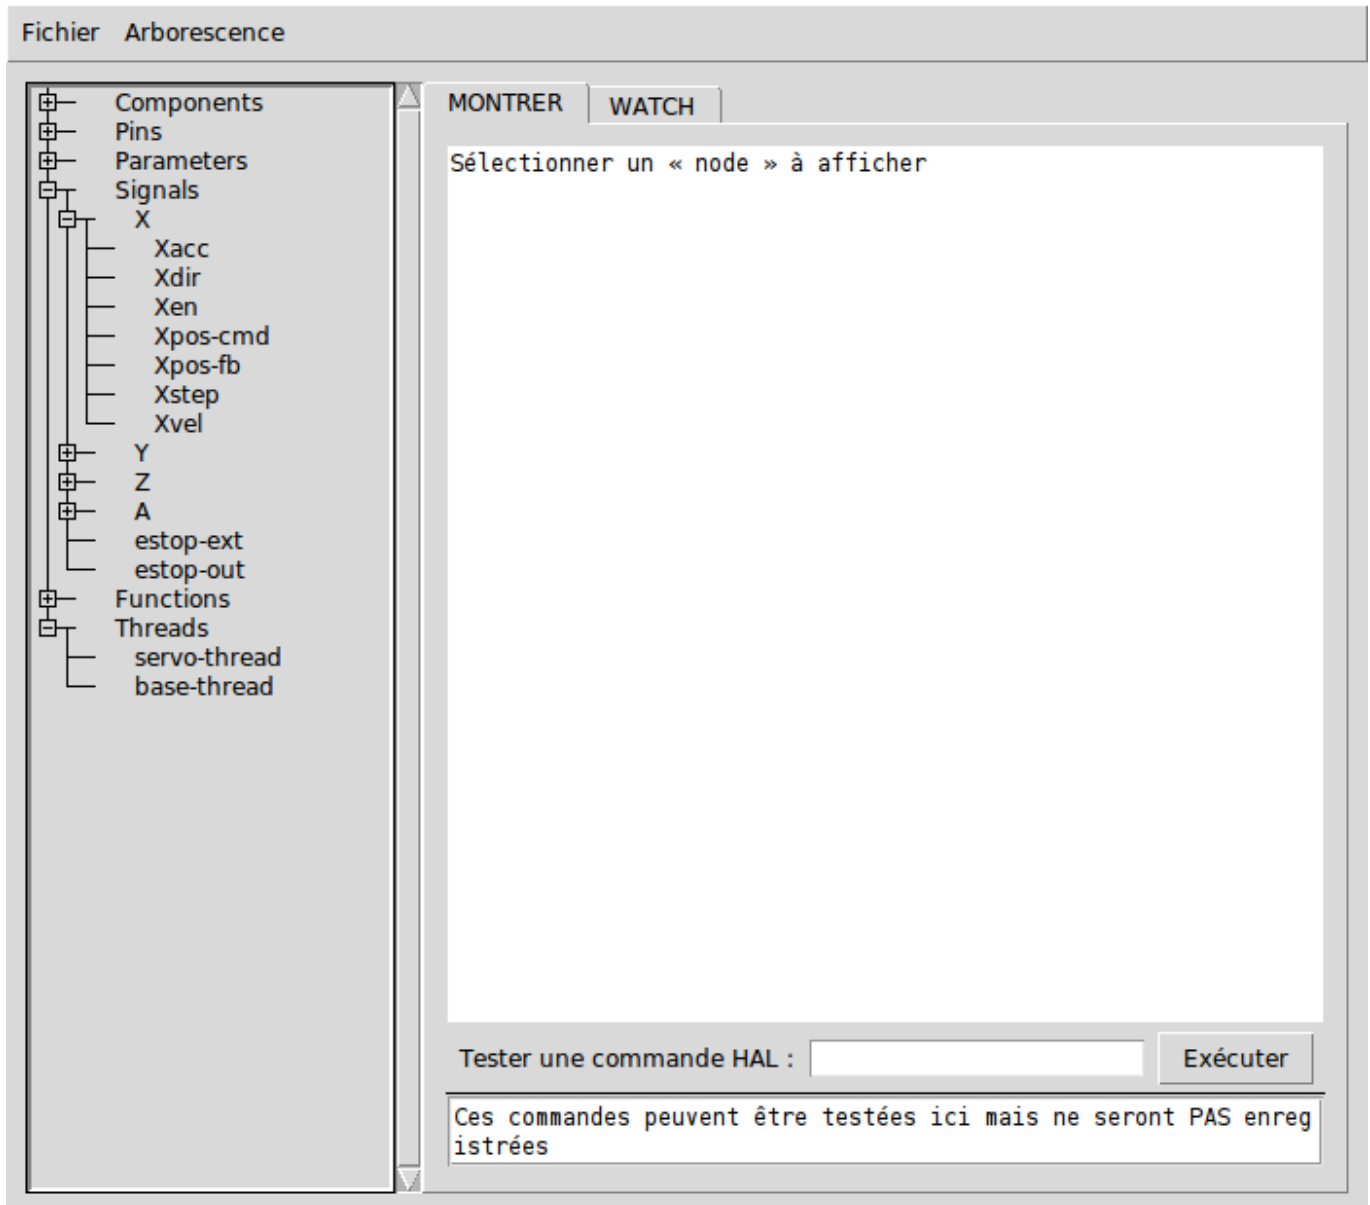 Fichier Arborescence
Components
Pins
Parameters
Signals
X
Xacc
Xdir
Xen
Xpos-cmd
Xpos-fb
Xstep
Xvel
Y
Z
A
estop-ext
estop-out
Functions
Threads
servo-thread
base-thread
MONTRER WATCH
Sélectionner un « node » à afficher
Tester une commande HAL : Exécuter
Ces commandes peuvent être testées ici mais ne seront PAS enreg
istrées